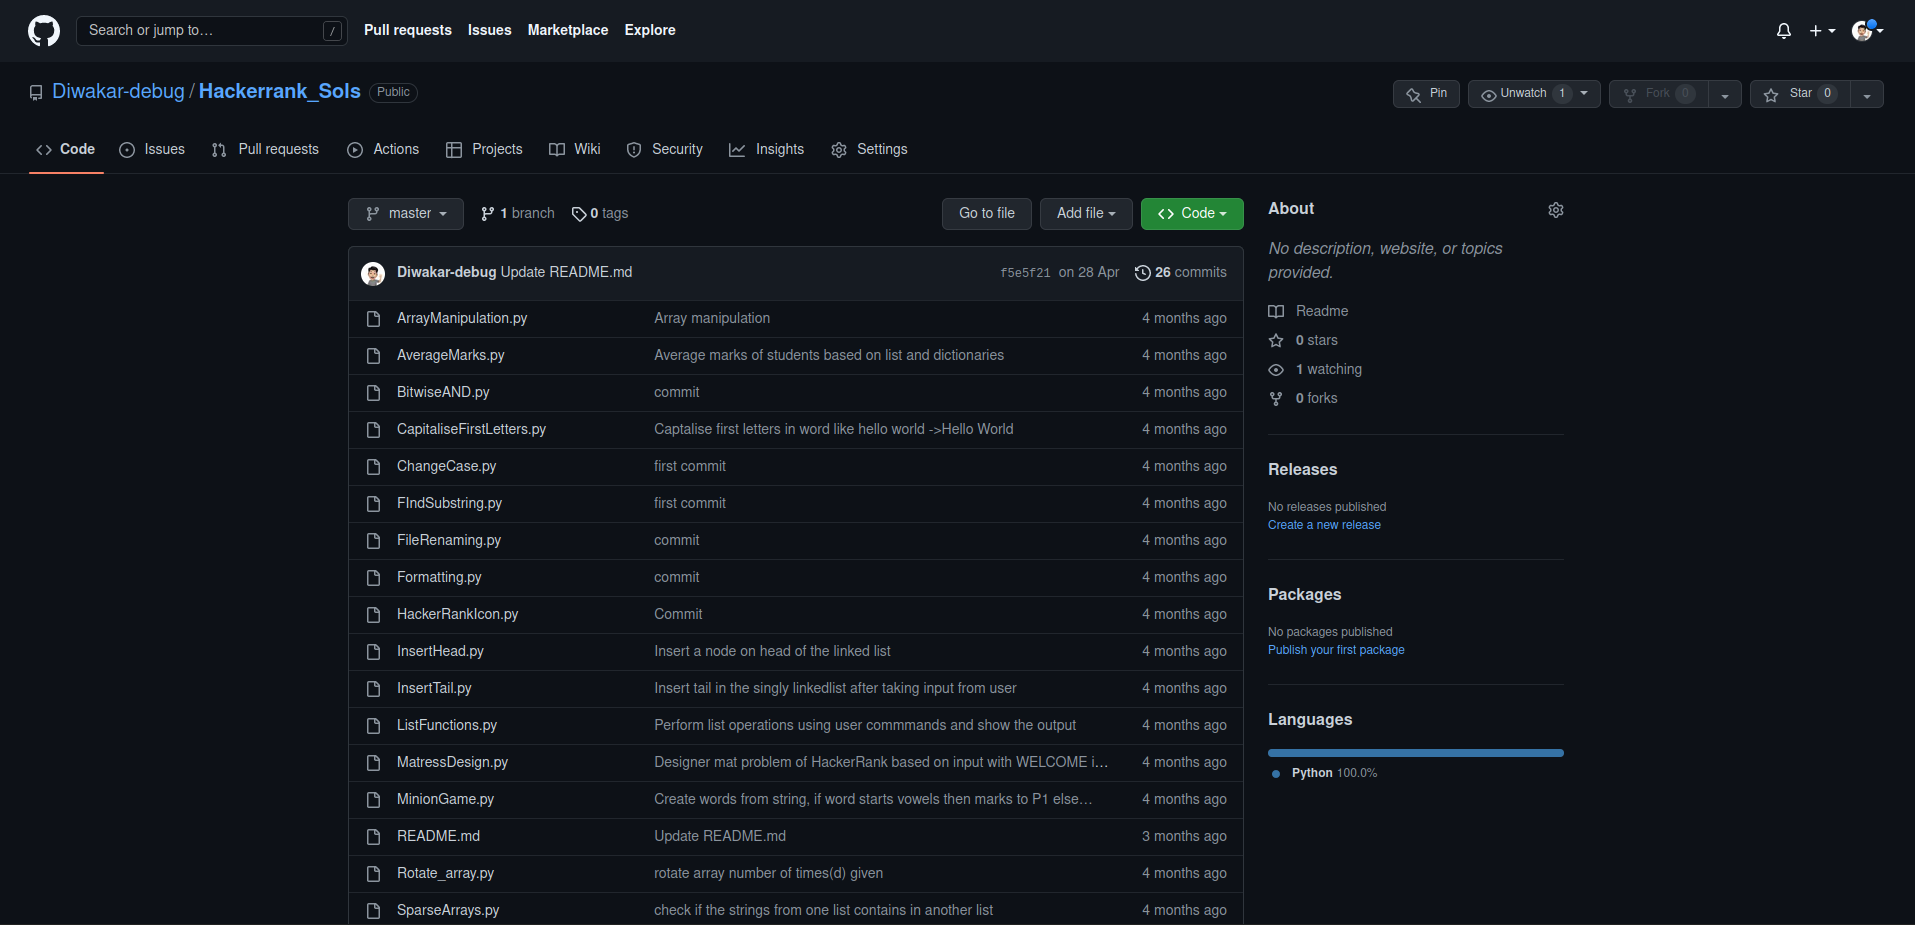 Search or jump to… /
Pull requests Issues Marketplace Explore
Diwakar-debug / Hackerrank_Sols Public
Pin Unwatch 1 Fork 0 Star 0
Code Issues Pull requests Actions Projects Wiki Security Insights Settings
master 1 branch 0 tags Go to file Add file Code
Diwakar-debug Update README.md f5e5f21 on 28 Apr 26 commits
ArrayManipulation.py Array manipulation 4 months ago
AverageMarks.py Average marks of students based on list and dictionaries 4 months ago
BitwiseAND.py commit 4 months ago
CapitaliseFirstLetters.py Captalise first letters in word like hello world ->Hello World 4 months ago
ChangeCase.py first commit 4 months ago
FIndSubstring.py first commit 4 months ago
FileRenaming.py commit 4 months ago
Formatting.py commit 4 months ago
HackerRankIcon.py Commit 4 months ago
InsertHead.py Insert a node on head of the linked list 4 months ago
InsertTail.py Insert tail in the singly linkedlist after taking input from user 4 months ago
ListFunctions.py Perform list operations using user commmands and show the output 4 months ago
MatressDesign.py Designer mat problem of HackerRank based on input with WELCOME i… 4 months ago
MinionGame.py Create words from string, if word starts vowels then marks to P1 else… 4 months ago
README.md Update README.md 3 months ago
Rotate_array.py rotate array number of times(d) given 4 months ago
SparseArrays.py check if the strings from one list contains in another list 4 months ago
About
No description, website, or topics
provided.
Readme
0 stars
1 watching
0 forks
Releases
No releases published
Create a new release
Packages
No packages published
Publish your first package
Languages
Python 100.0%